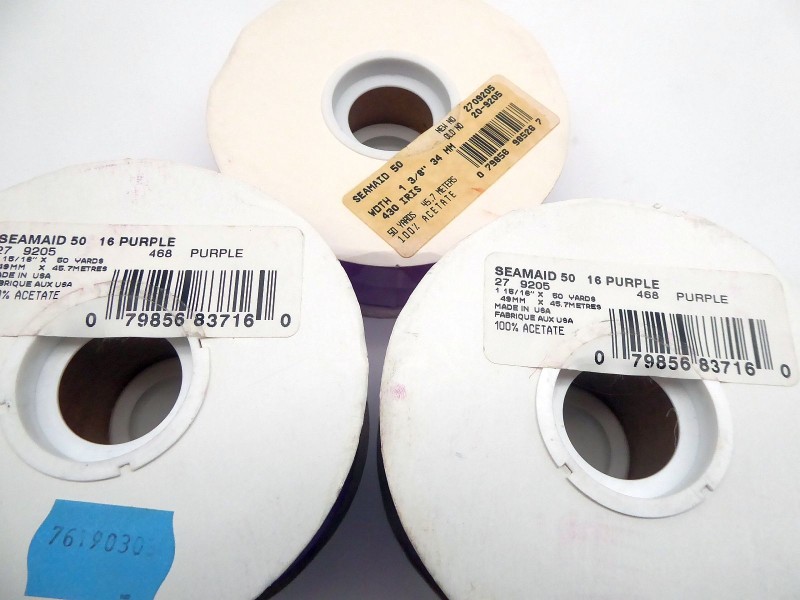 NEW NO 2709205
OLD NO 20-9205
SEAMAID 50
WDTH 1 3/8" 34 MM
430 IRIS
50 YARDS 45.7 METERS
100% ACETATE
0 79856 98528 7
SEAMAID 50 16 PURPLE
27 9205 468 PURPLE
1 15/16" X 50 YARDS
49MM X 45.7METRES
MADE IN USA
FABRIQUE AUX USA
100% ACETATE
0 79856 83716 0
SEAMAID 50 16 PURPLE
27 9205 468 PURPLE
1 15/16" X 50 YARDS
49MM X 45.7METRES
MADE IN USA
FABRIQUE AUX USA
100% ACETATE
0 79856 83716 0